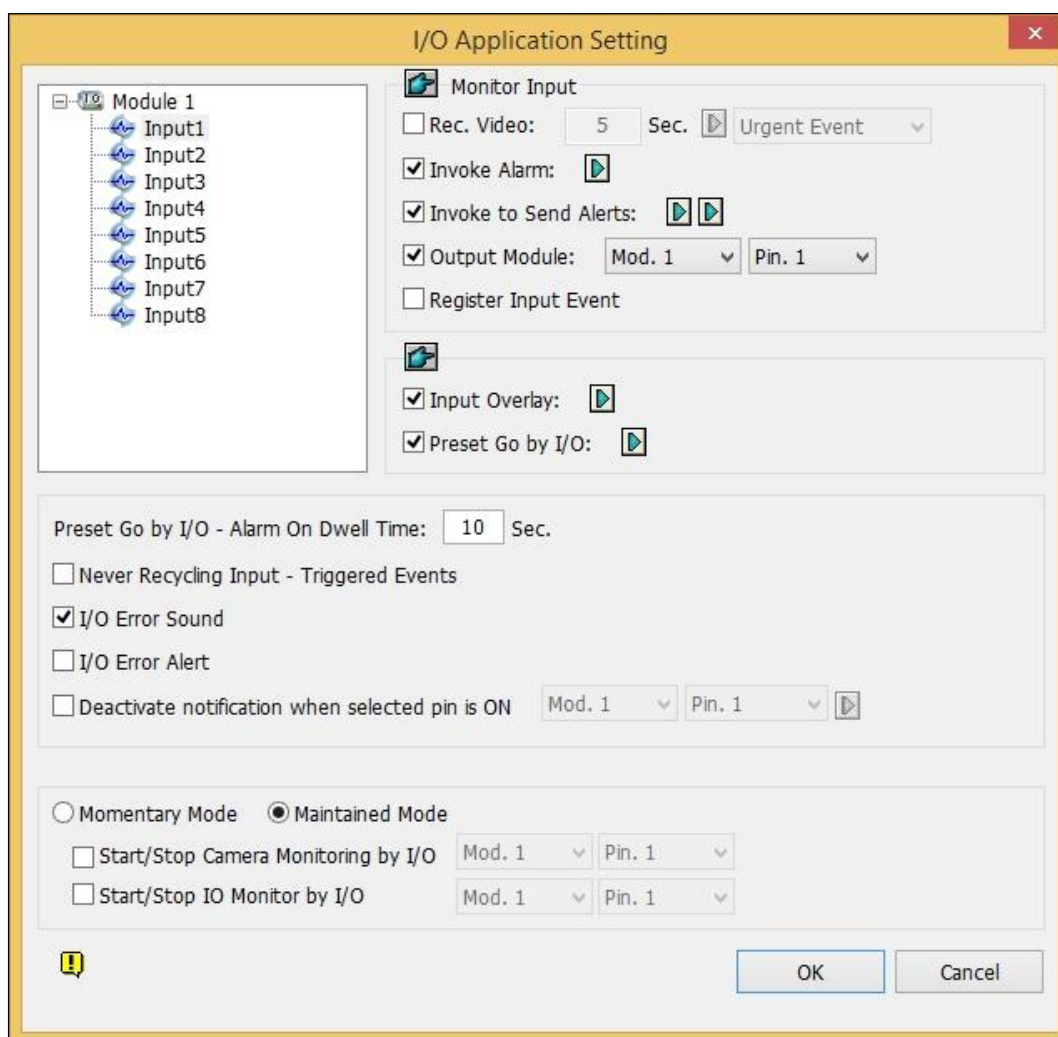 I/O Application Setting
Module 1
Input1
Input2
Input3
Input4
Input5
Input6
Input7
Input8
Monitor Input
Rec. Video: 5 Sec. Urgent Event
Invoke Alarm:
Invoke to Send Alerts:
Output Module: Mod. 1 Pin. 1
Register Input Event
Input Overlay:
Preset Go by I/O:
Preset Go by I/O - Alarm On Dwell Time: 10 Sec.
Never Recycling Input - Triggered Events
I/O Error Sound
I/O Error Alert
Deactivate notification when selected pin is ON Mod. 1 Pin. 1
Momentary Mode Maintained Mode
Start/Stop Camera Monitoring by I/O Mod. 1 Pin. 1
Start/Stop IO Monitor by I/O Mod. 1 Pin. 1
OK Cancel